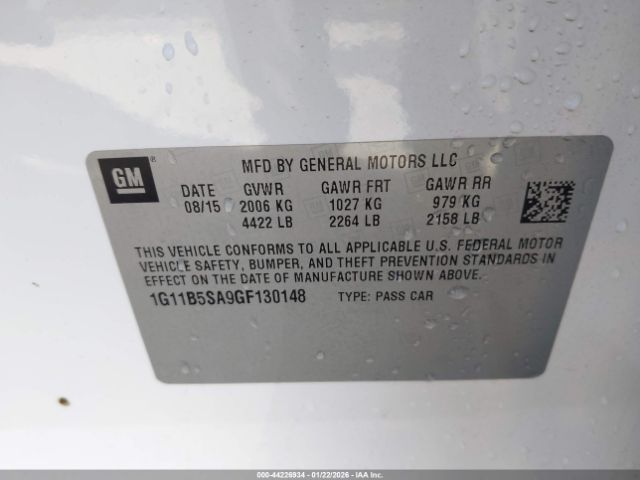 GM®
MFD BY GENERAL MOTORS LLC
DATE GVWR GAWR FRT GAWR RR
08/15 2006 KG 1027 KG 979 KG
4422 LB 2264 LB 2158 LB
THIS VEHICLE CONFORMS TO ALL APPLICABLE U.S. FEDERAL MOTOR
VEHICLE SAFETY, BUMPER, AND THEFT PREVENTION STANDARDS IN
EFFECT ON THE DATE OF MANUFACTURE SHOWN ABOVE.
1G11B5SA9GF130148 TYPE: PASS CAR
000-44226934 - 01/22/2026 - IAA Inc.